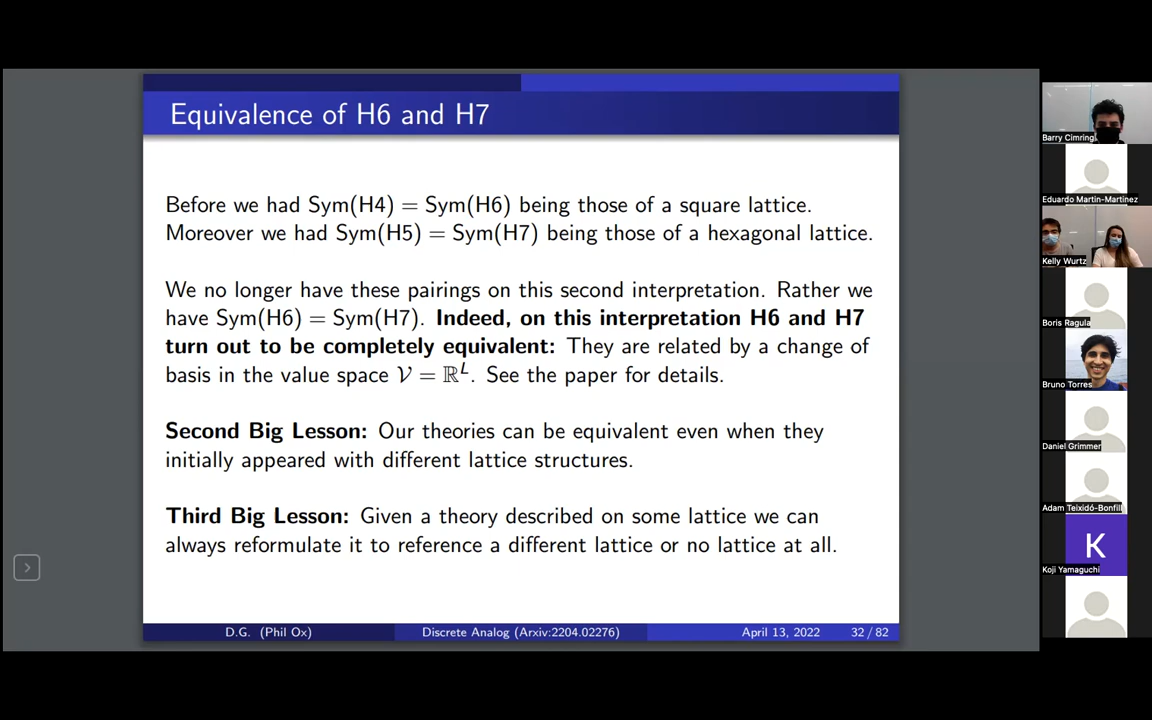 Equivalence of H6 and H7
Before we had Sym(H4) = Sym(H6) being those of a square lattice.
Moreover we had Sym(H5) = Sym(H7) being those of a hexagonal lattice.
We no longer have these pairings on this second interpretation. Rather we
have Sym(H6) = Sym(H7). Indeed, on this interpretation H6 and H7
turn out to be completely equivalent: They are related by a change of
basis in the value space 𝒱 = ℝᴸ. See the paper for details.
Second Big Lesson: Our theories can be equivalent even when they
initially appeared with different lattice structures.
Third Big Lesson: Given a theory described on some lattice we can
always reformulate it to reference a different lattice or no lattice at all.
D.G. (Phil Ox) Discrete Analog (Arxiv:2204.02276) April 13, 2022 32 / 82
Barry Cimring
Eduardo Martin-Martinez
Kelly Wurtz
Boris Ragula
Bruno Torres
Daniel Grimmer
Adam Teixidó-Bonfill
K
Koji Yamaguchi